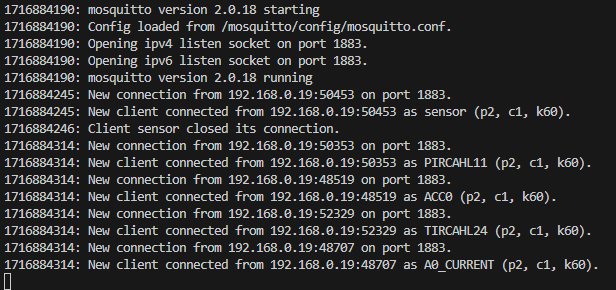 1716884190: mosquitto version 2.0.18 starting
1716884190: Config loaded from /mosquitto/config/mosquitto.conf.
1716884190: Opening ipv4 listen socket on port 1883.
1716884190: Opening ipv6 listen socket on port 1883.
1716884190: mosquitto version 2.0.18 running
1716884245: New connection from 192.168.0.19:50453 on port 1883.
1716884245: New client connected from 192.168.0.19:50453 as sensor (p2, c1, k60).
1716884246: Client sensor closed its connection.
1716884314: New connection from 192.168.0.19:50353 on port 1883.
1716884314: New client connected from 192.168.0.19:50353 as PIRCAHL11 (p2, c1, k60).
1716884314: New connection from 192.168.0.19:48519 on port 1883.
1716884314: New client connected from 192.168.0.19:48519 as ACC0 (p2, c1, k60).
1716884314: New connection from 192.168.0.19:52329 on port 1883.
1716884314: New client connected from 192.168.0.19:52329 as TIRCAHL24 (p2, c1, k60).
1716884314: New connection from 192.168.0.19:48707 on port 1883.
1716884314: New client connected from 192.168.0.19:48707 as A0_CURRENT (p2, c1, k60).